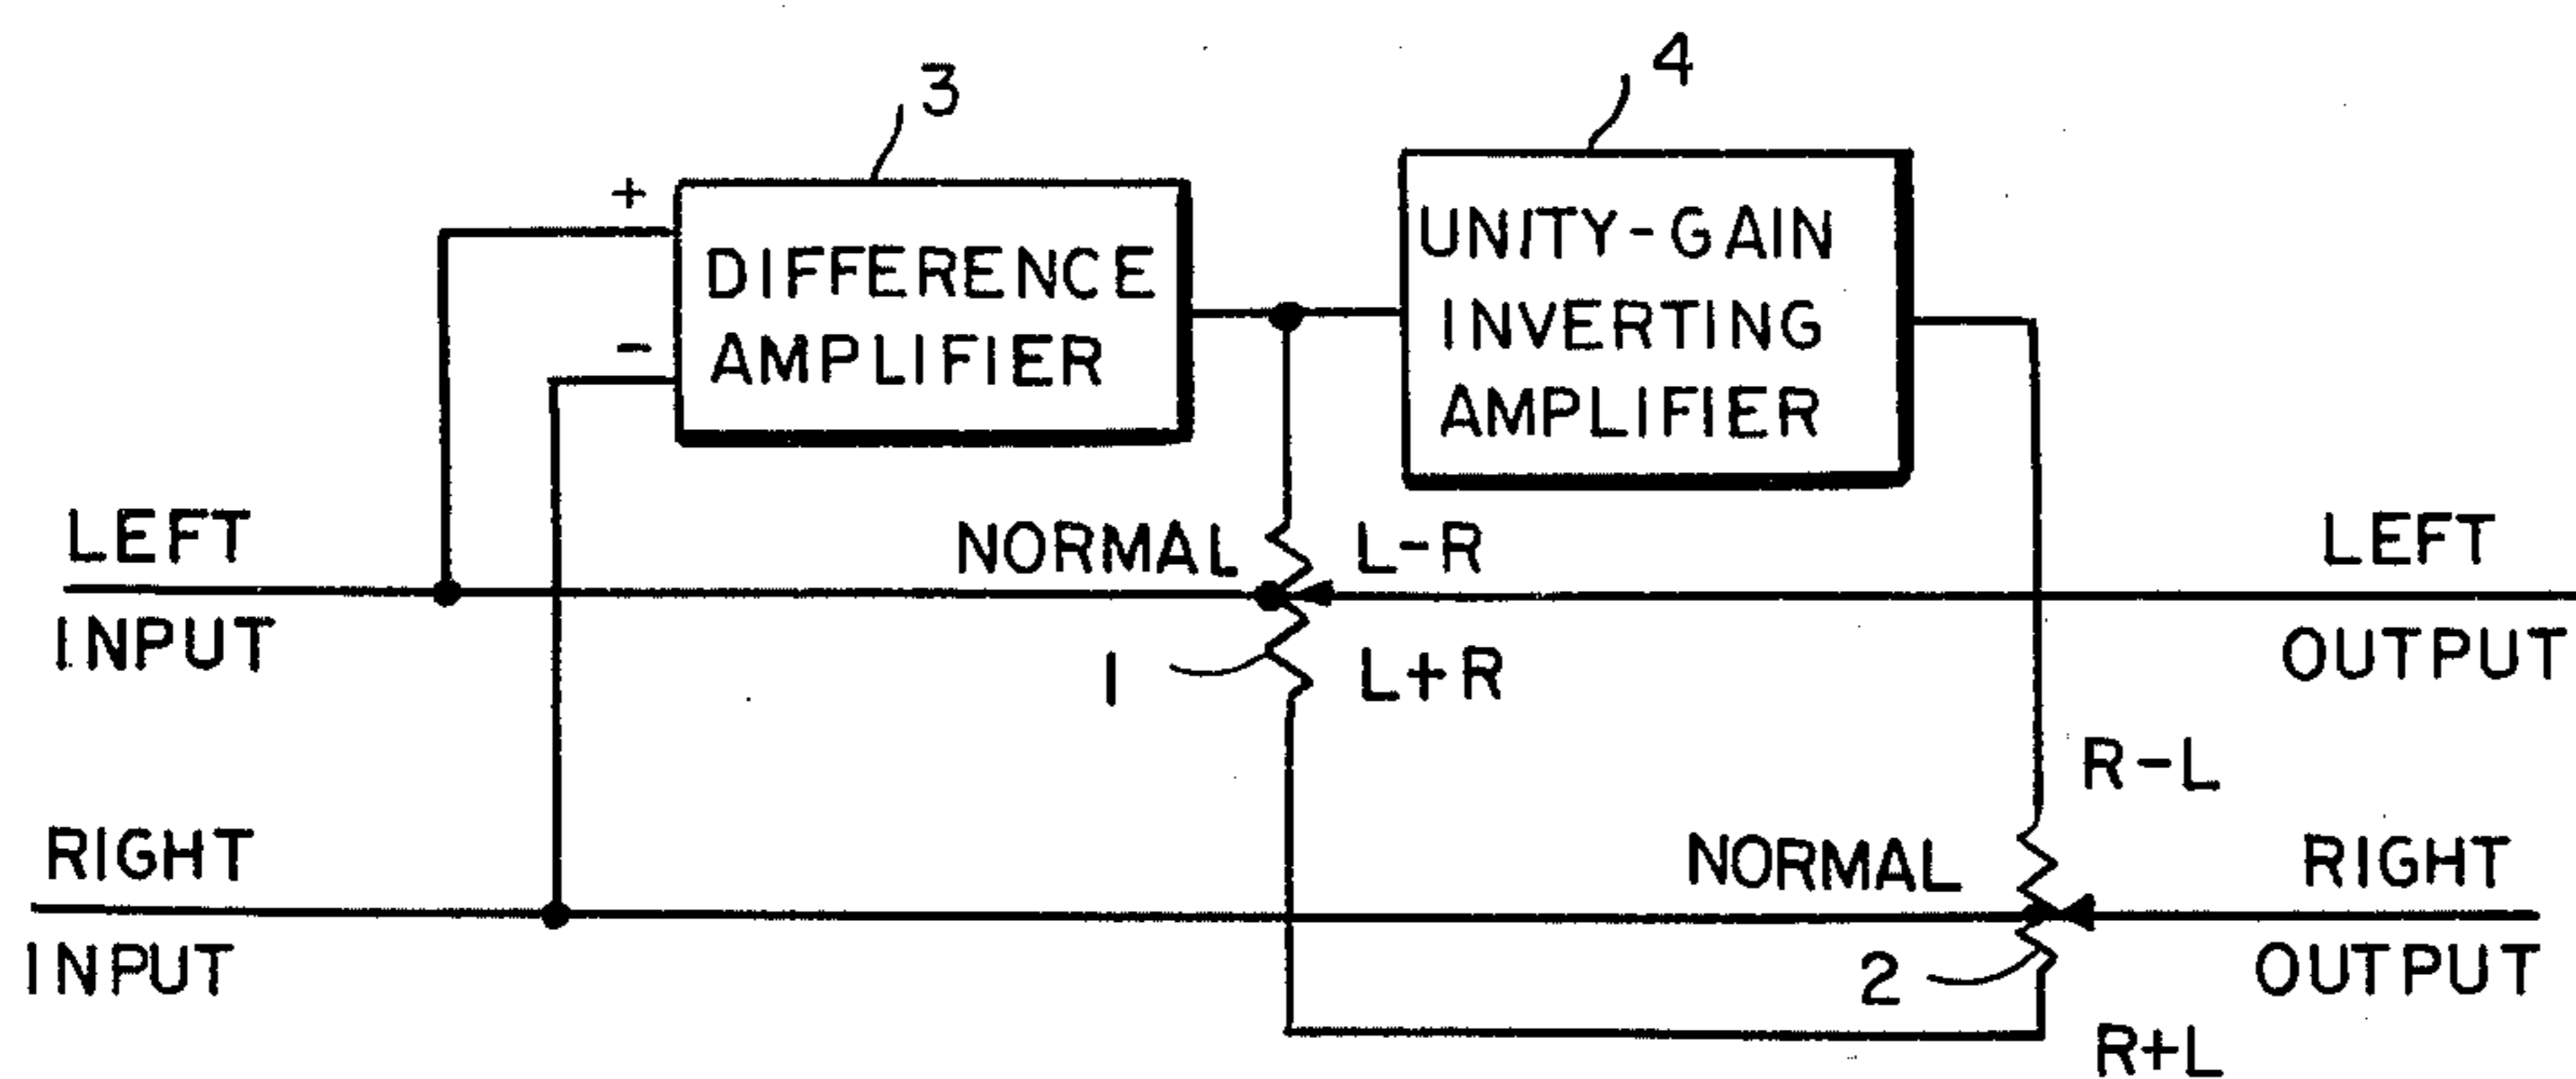 3
4
+
DIFFERENCE
AMPLIFIER
-
UNITY-GAIN
INVERTING
AMPLIFIER
LEFT
INPUT
NORMAL
L-R
LEFT
OUTPUT
1
L+R
R-L
RIGHT
INPUT
NORMAL
RIGHT
OUTPUT
2
R+L